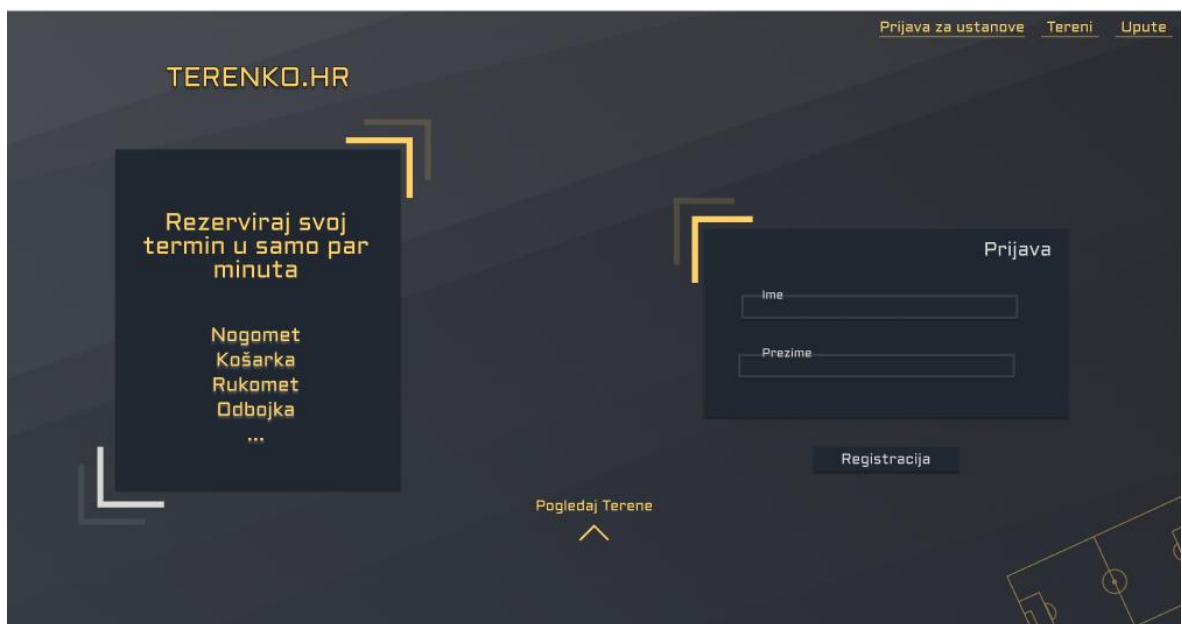 Prijava za ustanove Tereni Upute
TERENKO.HR
Rezerviraj svoj
termin u samo par
minuta
Nogomet
Košarka
Rukomet
Odbojka
...
Prijava
Ime
Prezime
Registracija
Pogledaj Terene